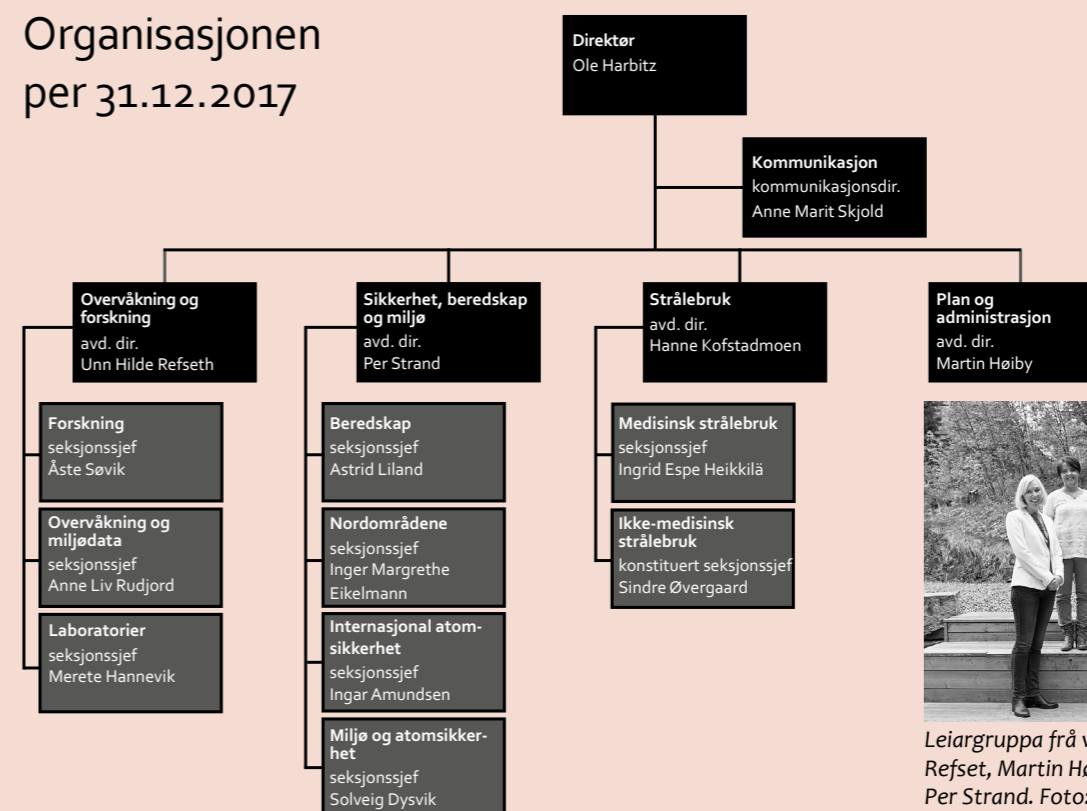 Organisasjonen
per 31.12.2017
Direktør
Ole Harbitz
Kommunikasjon
kommunikasjonsdir.
Anne Marit Skjold
Overvåkning og
forskning
avd. dir.
Unn Hilde Refseth
Forskning
seksjonssjef
Åste Søvik
Overvåkning og
miljødata
seksjonssjef
Anne Liv Rudjord
Laboratorier
seksjonssjef
Merete Hannevik
Sikkerhet, beredskap
og miljø
avd. dir.
Per Strand
Beredskap
seksjonssjef
Astrid Liland
Nordområdene
seksjonssjef
Inger Margrethe
Eikelmann
Internasjonal atom-
sikkerhet
seksjonssjef
Ingar Amundsen
Miljø og atomsikker-
het
seksjonssjef
Solveig Dysvik
Strålebruk
avd. dir.
Hanne Kofstadmoen
Medisinsk strålebruk
seksjonssjef
Ingrid Espe Heikkilä
Ikke-medisinsk
strålebruk
konstituert seksjonssjef
Sindre Øvergaard
Plan og
administrasjon
avd. dir.
Martin Høiby
Leiargruppa frå
Refset, Martin
Per Strand.